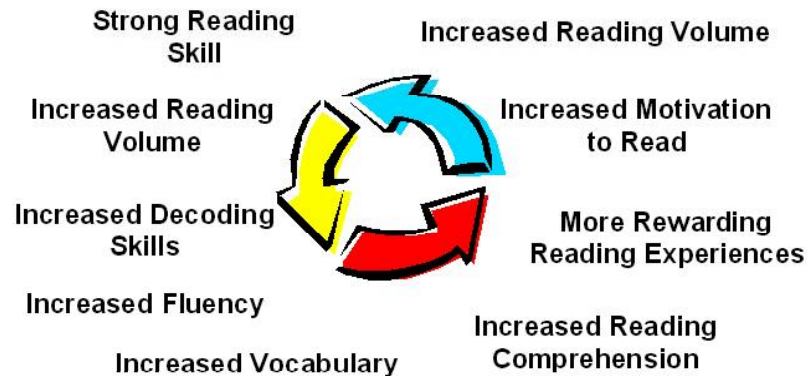 Strong Reading
Skill
Increased Reading
Volume
Increased Decoding
Skills
Increased Fluency
Increased Vocabulary
Increased Reading
Comprehension
More Rewarding
Reading Experiences
Increased Motivation
to Read
Increased Reading Volume